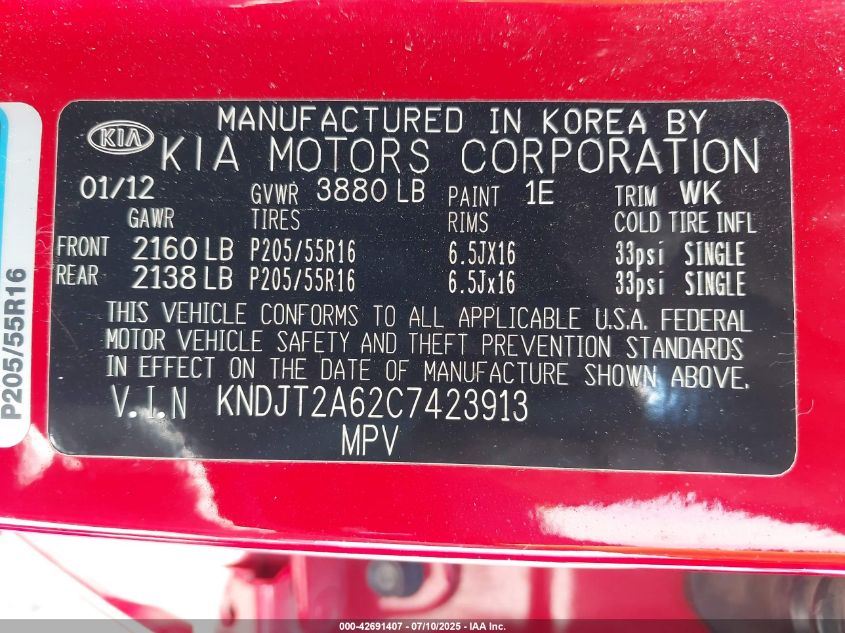 MANUFACTURED IN KOREA BY
KIA KIA MOTORS CORPORATION
01/12 GVWR 3880 LB PAINT 1E TRIM WK
GAWR TIRES RIMS COLD TIRE INFL
FRONT 2160 LB P205/55R16 6.5JX16 33psi SINGLE
REAR 2138 LB P205/55R16 6.5Jx16 33psi SINGLE
THIS VEHICLE CONFORMS TO ALL APPLICABLE U.S.A. FEDERAL
MOTOR VEHICLE SAFETY AND THEFT PREVENTION STANDARDS
IN EFFECT ON THE DATE OF MANUFACTURE SHOWN ABOVE.
V.I.N KNDJT2A62C7423913
MPV
P205/55R16
000-42691407 - 07/10/2025 - IAA Inc.